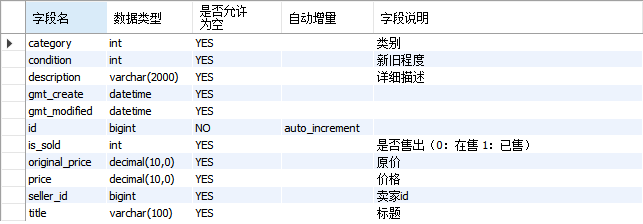 字段名 数据类型 是否允许为空 自动增量 字段说明
category int YES 类别
condition int YES 新旧程度
description varchar(2000) YES 详细描述
gmt_create datetime YES
gmt_modified datetime YES
id bigint NO auto_increment
is_sold int YES 是否售出（0：在售 1：已售）
original_price decimal(10,0) YES 原价
price decimal(10,0) YES 价格
seller_id bigint YES 卖家id
title varchar(100) YES 标题